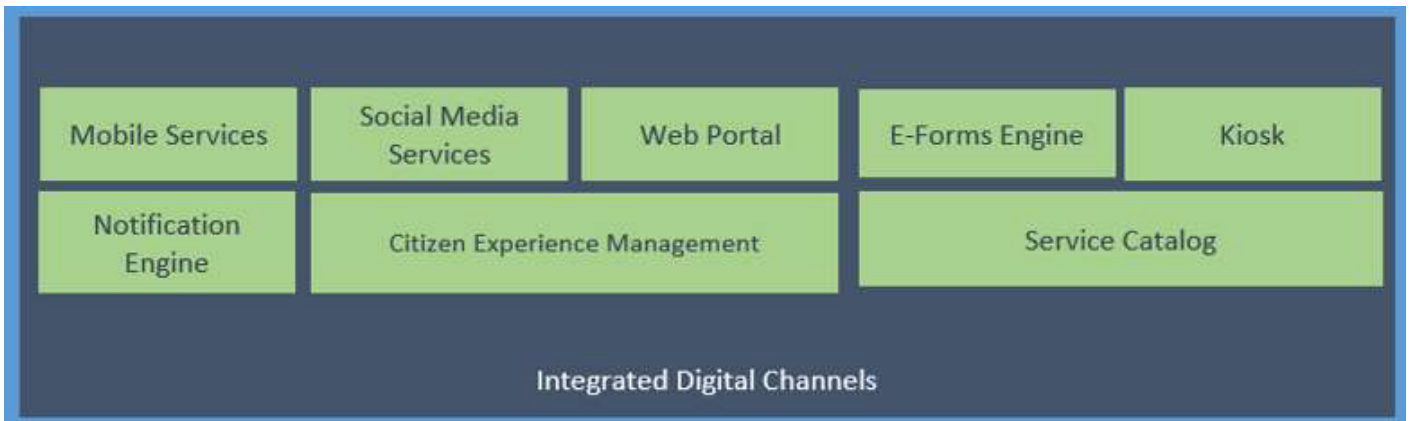 Mobile Services
Social Media
Services
Web Portal
E-Forms Engine
Kiosk
Notification
Engine
Citizen Experience Management
Service Catalog
Integrated Digital Channels